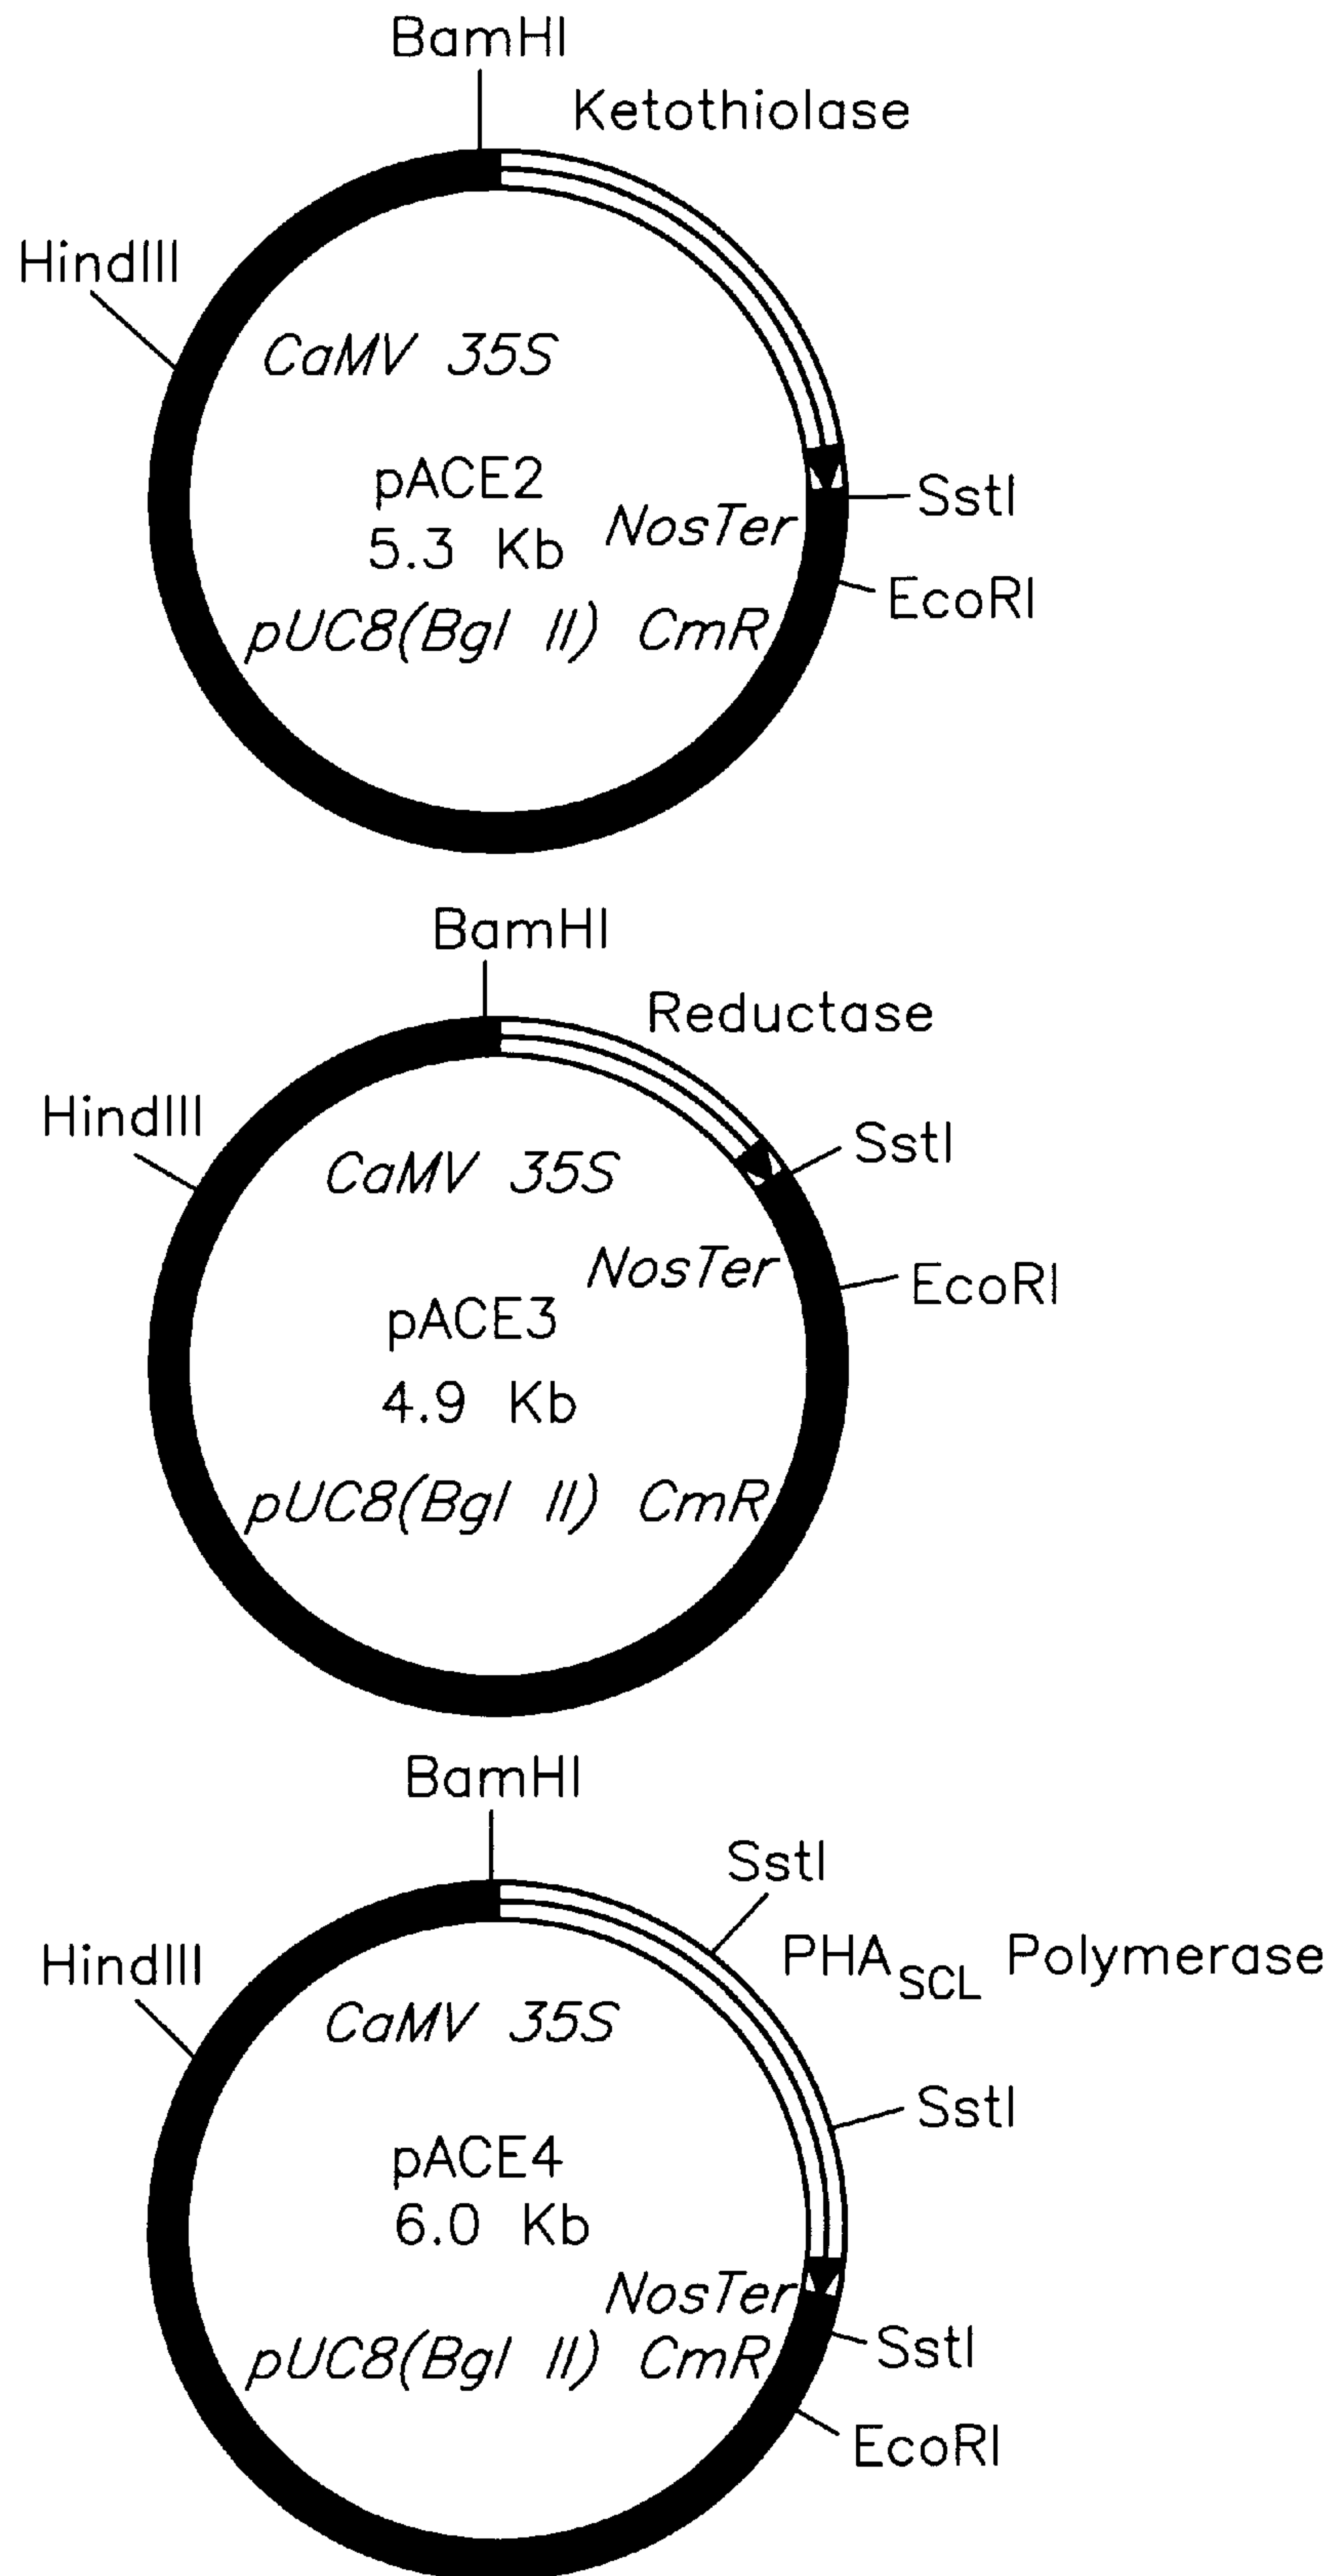 BamHI
Ketothiolase
HindIII
CaMV 35S
pACE2
SstI
NosTer
5.3 Kb
EcoRI
pUC8(Bgl II) CmR
BamHI
Reductase
HindIII
SstI
CaMV 35S
NosTer
EcoRI
pACE3
4.9 Kb
pUC8(Bgl II) CmR
BamHI
SstI
PHASCL Polymerase
HindIII
CaMV 35S
SstI
pACE4
6.0 Kb
NosTer
SstI
pUC8(Bgl II) CmR
EcoRI